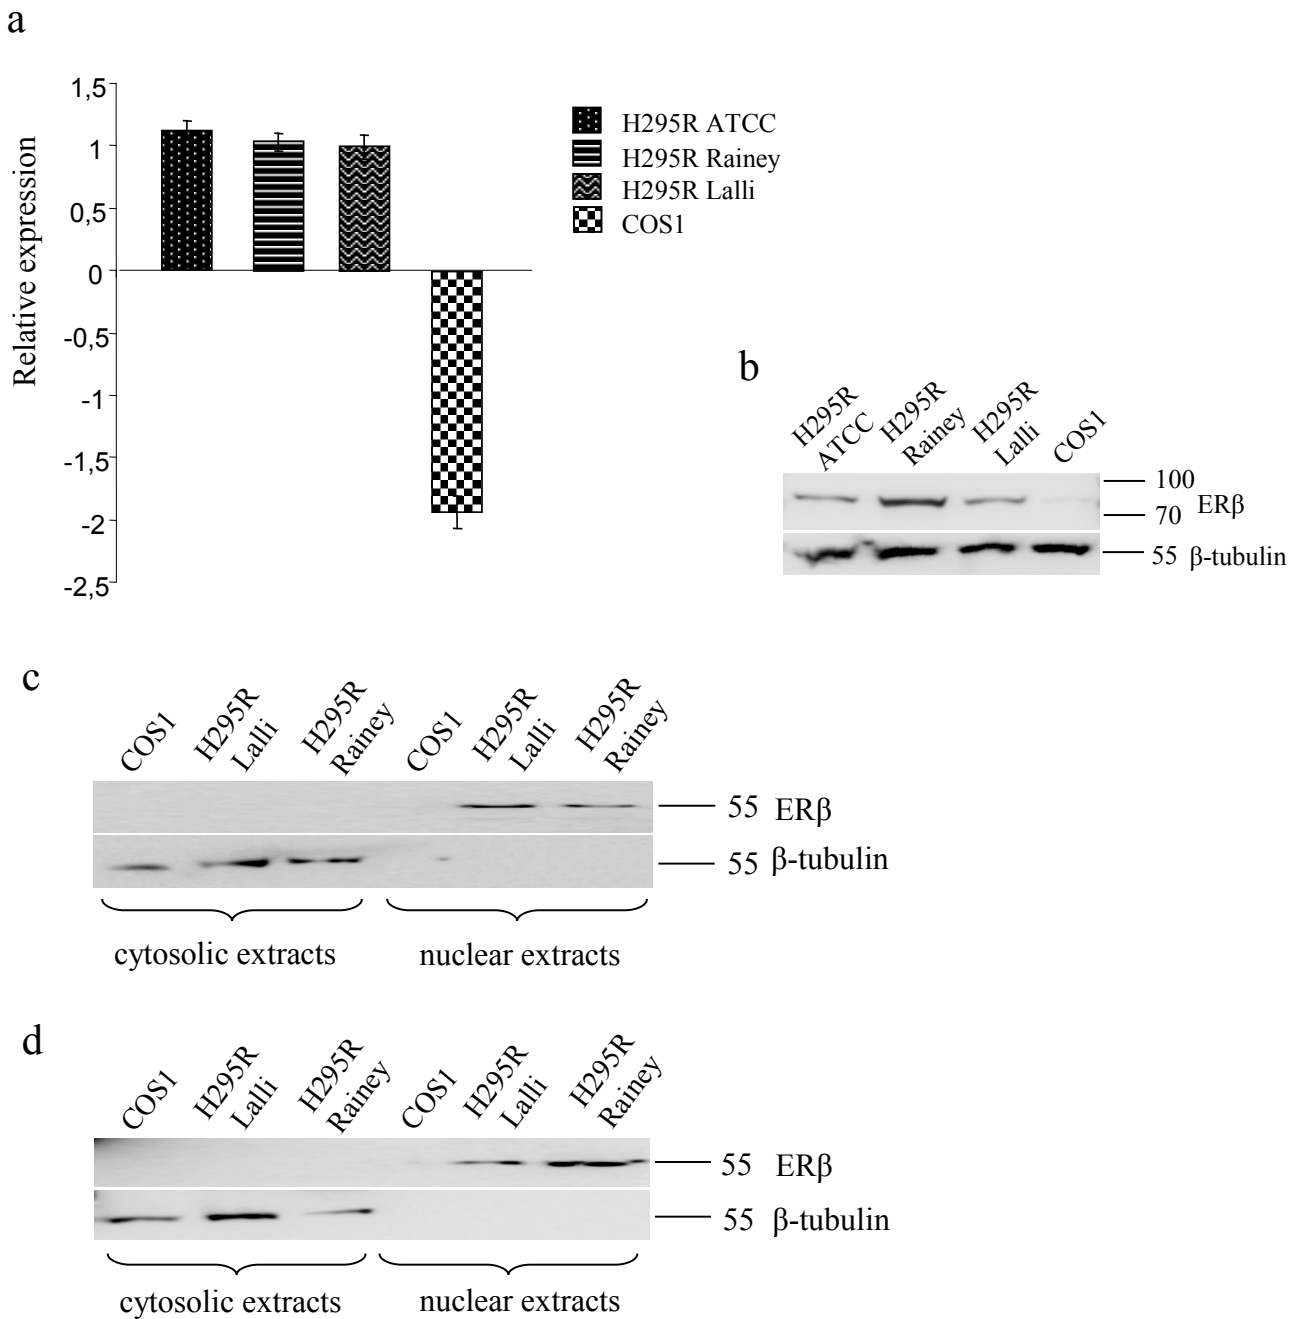 a
1,5
1
0,5
0
-0,5
-1
-1,5
-2
-2,5
Relative expression
H295R ATCC
H295R Rainey
H295R Lalli
COS1
b
H295R
ATCC
H295R
Rainey
H295R
Lalli
COS1
100
70
ERβ
55 β-tubulin
c
COS1
H295R
Lalli
H295R
Rainey
COS1
H295R
Lalli
H295R
Rainey
55 ERβ
55 β-tubulin
cytosolic extracts
nuclear extracts
d
COS1
H295R
Lalli
H295R
Rainey
COS1
H295R
Lalli
H295R
Rainey
55 ERβ
55 β-tubulin
cytosolic extracts
nuclear extracts